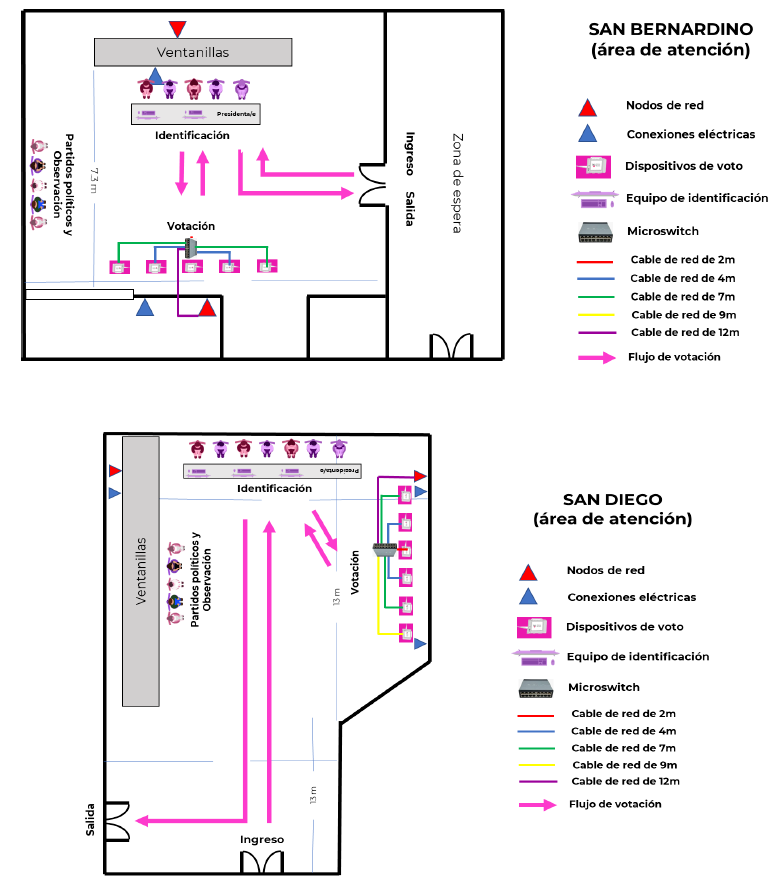 SAN BERNARDINO
(área de atención)
Ventanillas
Presidenta/e
Identificación
Partidos políticos y
Observación
7.3 m
Ingreso
Salida
Zona de espera
Votación
Nodos de red
Conexiones eléctricas
Dispositivos de voto
Equipo de identificación
Microswitch
Cable de red de 2m
Cable de red de 4m
Cable de red de 7m
Cable de red de 9m
Cable de red de 12m
Flujo de votación
SAN DIEGO
(área de atención)
Presidenta/e
Identificación
Ventanillas
Partidos políticos y
Observación
Votación
13 m
13 m
Salida
Ingreso
Nodos de red
Conexiones eléctricas
Dispositivos de voto
Equipo de identificación
Microswitch
Cable de red de 2m
Cable de red de 4m
Cable de red de 7m
Cable de red de 9m
Cable de red de 12m
Flujo de votación